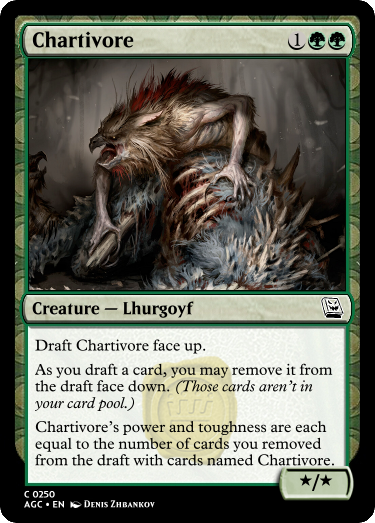 Chartivore 1
Creature — Lhurgoyf
Draft Chartivore face up.
As you draft a card, you may remove it from
the draft face down. (Those cards aren't in
your card pool.)
Chartivore's power and toughness are each
equal to the number of cards you removed
from the draft with cards named Chartivore.
★/★
C 0250
AGC • EN Denis Zhbankov